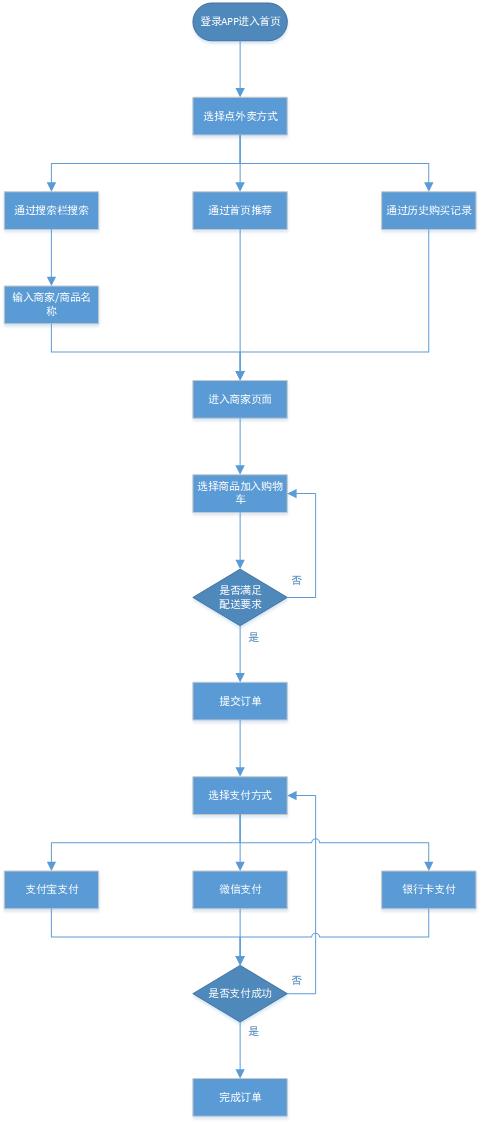 登录APP进入首页
选择点外卖方式
通过搜索栏搜索
通过首页推荐
通过历史购买记录
输入商家/商品名
称
进入商家页面
选择商品加入购物
车
是否满足
配送要求
否
是
提交订单
选择支付方式
支付宝支付
微信支付
银行卡支付
是否支付成功
否
是
完成订单